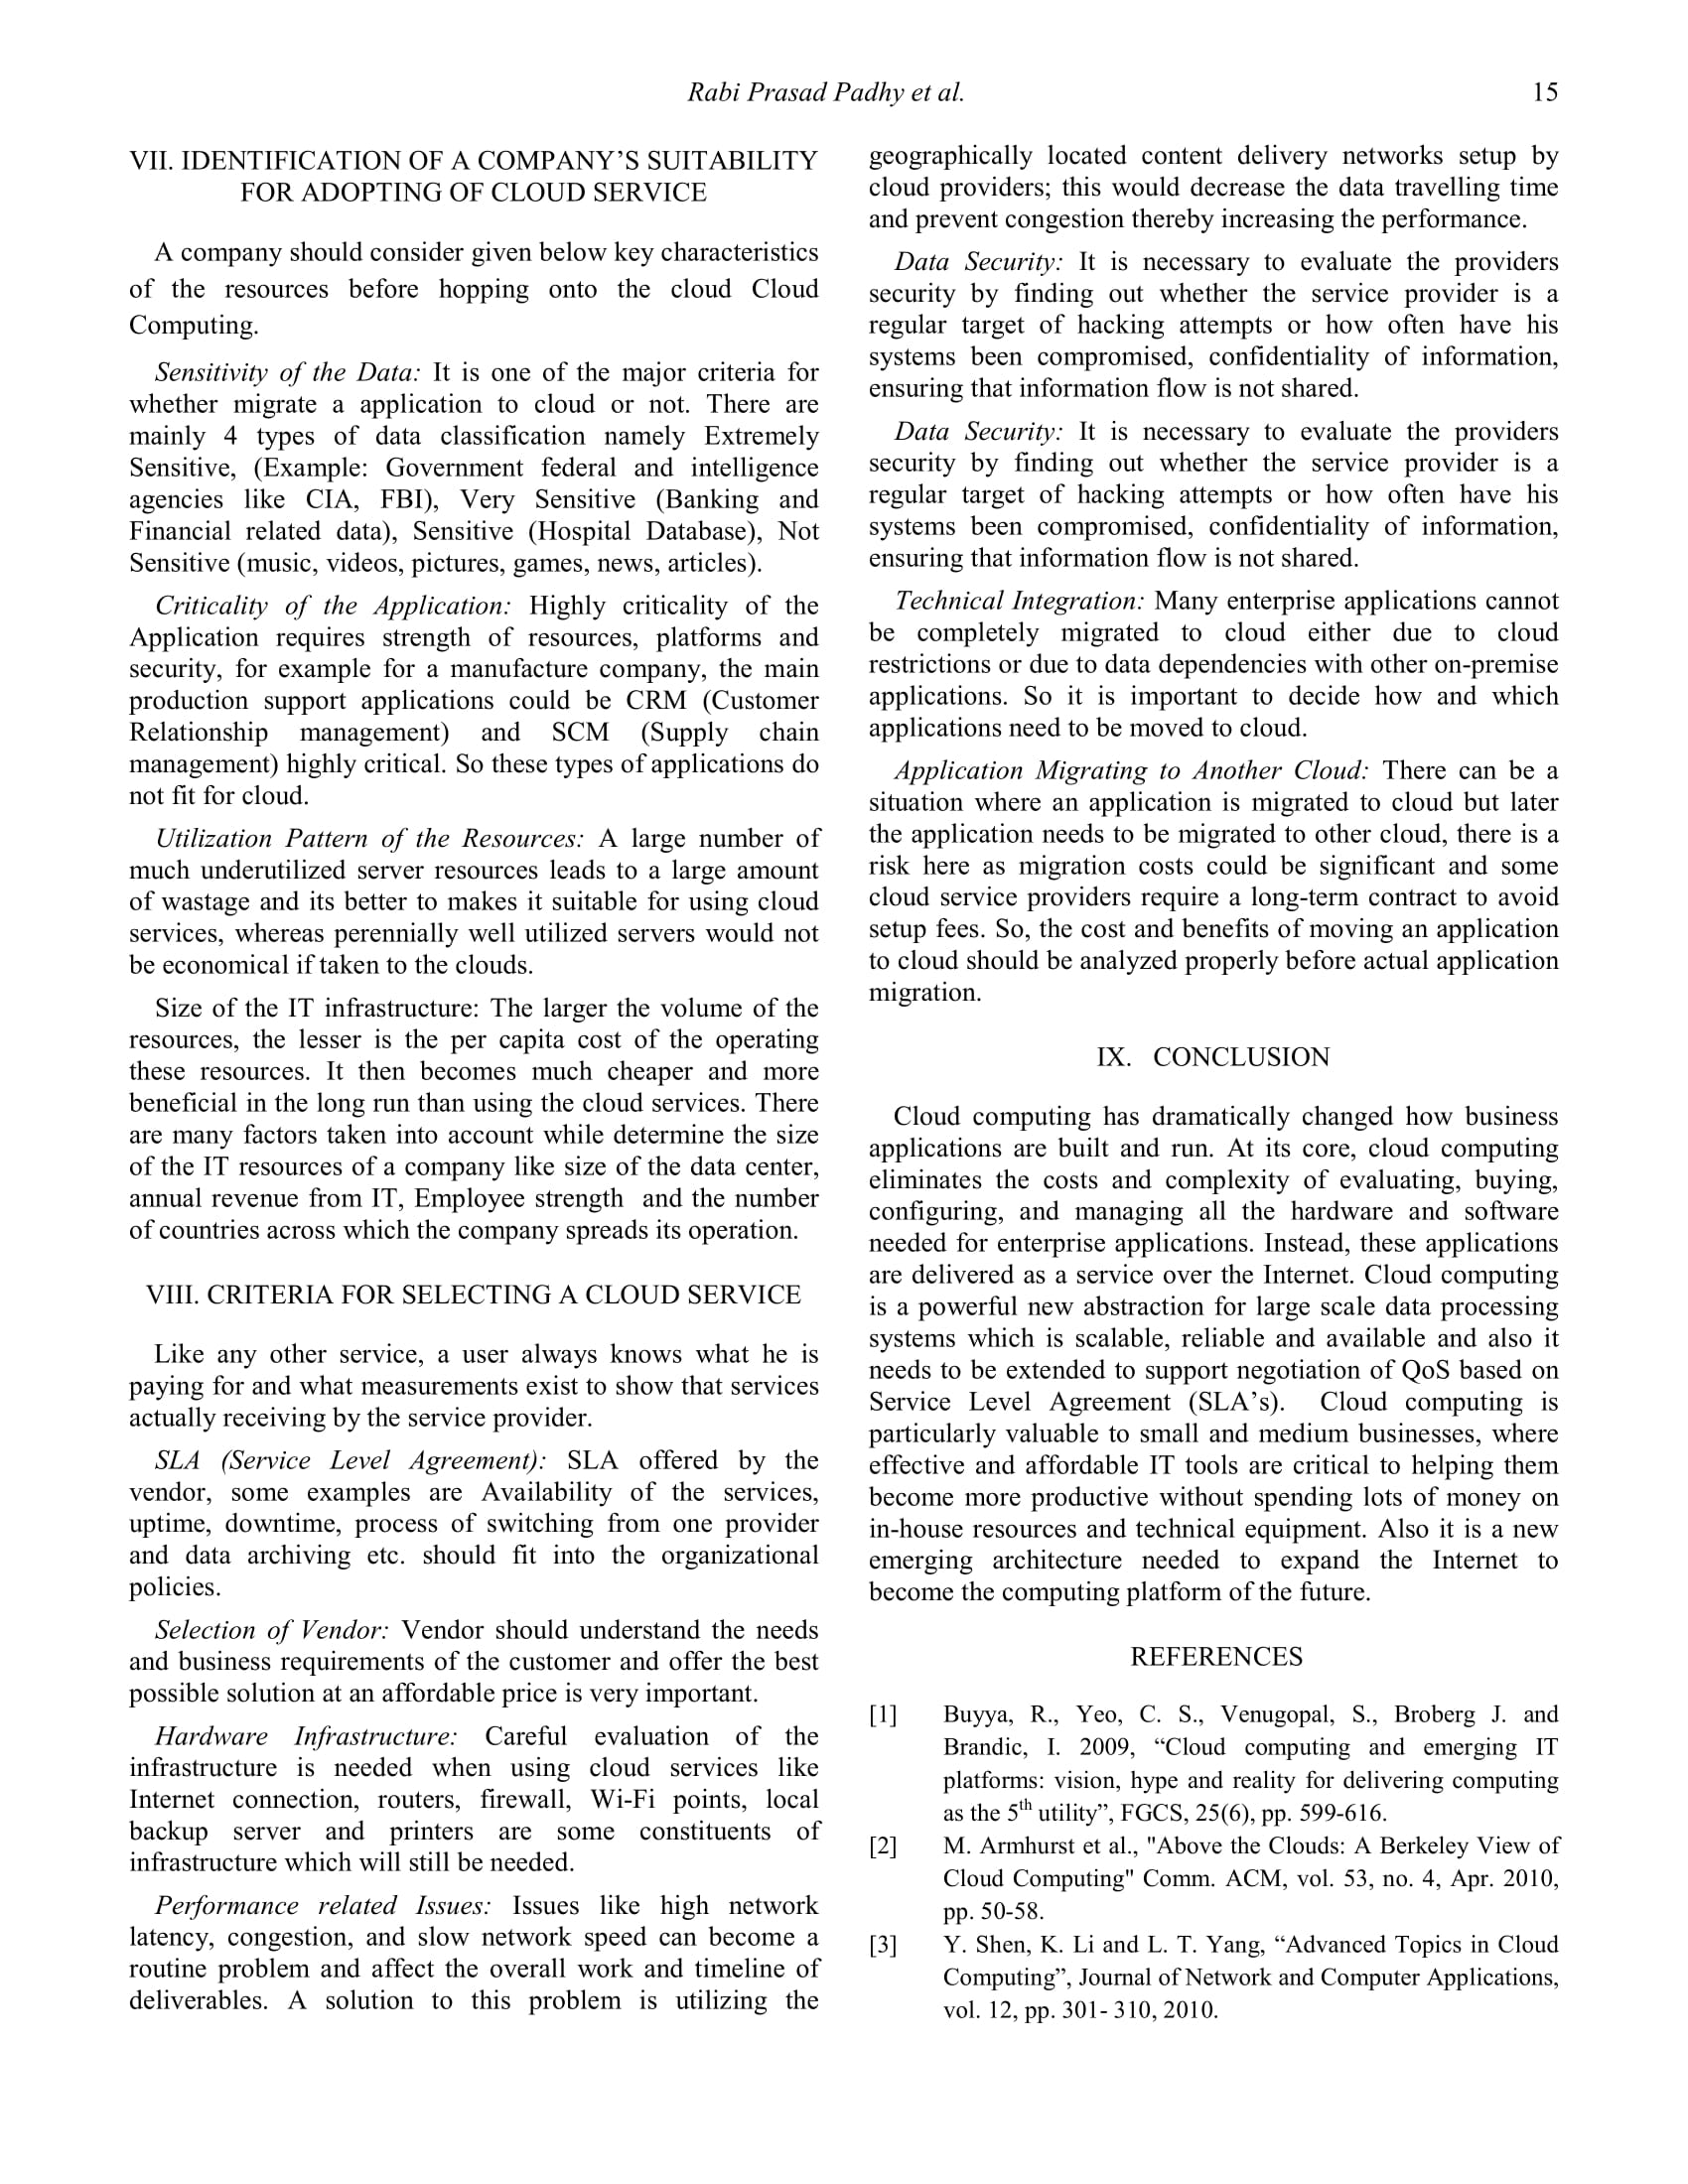 Rabi Prasad Padhy et al.
15
VII. IDENTIFICATION OF A COMPANY’S SUITABILITY
FOR ADOPTING OF CLOUD SERVICE
A company should consider given below key characteristics
of the resources before hopping onto the cloud Cloud
Computing.
Sensitivity of the Data: It is one of the major criteria for
whether migrate a application to cloud or not. There are
mainly 4 types of data classification namely Extremely
Sensitive, (Example: Government federal and intelligence
agencies like CIA, FBI), Very Sensitive (Banking and
Financial related data), Sensitive (Hospital Database), Not
Sensitive (music, videos, pictures, games, news, articles).
Criticality of the Application: Highly criticality of the
Application requires strength of resources, platforms and
security, for example for a manufacture company, the main
production support applications could be CRM (Customer
Relationship management) and SCM (Supply chain
management) highly critical. So these types of applications do
not fit for cloud.
Utilization Pattern of the Resources: A large number of
much underutilized server resources leads to a large amount
of wastage and its better to makes it suitable for using cloud
services, whereas perennially well utilized servers would not
be economical if taken to the clouds.
Size of the IT infrastructure: The larger the volume of the
resources, the lesser is the per capita cost of the operating
these resources. It then becomes much cheaper and more
beneficial in the long run than using the cloud services. There
are many factors taken into account while determine the size
of the IT resources of a company like size of the data center,
annual revenue from IT, Employee strength and the number
of countries across which the company spreads its operation.
VIII. CRITERIA FOR SELECTING A CLOUD SERVICE
Like any other service, a user always knows what he is
paying for and what measurements exist to show that services
actually receiving by the service provider.
SLA (Service Level Agreement): SLA offered by the
vendor, some examples are Availability of the services,
uptime, downtime, process of switching from one provider
and data archiving etc. should fit into the organizational
policies.
Selection of Vendor: Vendor should understand the needs
and business requirements of the customer and offer the best
possible solution at an affordable price is very important.
Hardware Infrastructure: Careful evaluation of the
infrastructure is needed when using cloud services like
Internet connection, routers, firewall, Wi-Fi points, local
backup server and printers are some constituents of
infrastructure which will still be needed.
Performance related Issues: Issues like high network
latency, congestion, and slow network speed can become a
routine problem and affect the overall work and timeline of
deliverables. A solution to this problem is utilizing the
geographically located content delivery networks setup by
cloud providers; this would decrease the data travelling time
and prevent congestion thereby increasing the performance.
Data Security: It is necessary to evaluate the providers
security by finding out whether the service provider is a
regular target of hacking attempts or how often have his
systems been compromised, confidentiality of information,
ensuring that information flow is not shared.
Data Security: It is necessary to evaluate the providers
security by finding out whether the service provider is a
regular target of hacking attempts or how often have his
systems been compromised, confidentiality of information,
ensuring that information flow is not shared.
Technical Integration: Many enterprise applications cannot
be completely migrated to cloud either due to cloud
restrictions or due to data dependencies with other on-premise
applications. So it is important to decide how and which
applications need to be moved to cloud.
Application Migrating to Another Cloud: There can be a
situation where an application is migrated to cloud but later
the application needs to be migrated to other cloud, there is a
risk here as migration costs could be significant and some
cloud service providers require a long-term contract to avoid
setup fees. So, the cost and benefits of moving an application
to cloud should be analyzed properly before actual application
migration.
IX. CONCLUSION
Cloud computing has dramatically changed how business
applications are built and run. At its core, cloud computing
eliminates the costs and complexity of evaluating, buying,
configuring, and managing all the hardware and software
needed for enterprise applications. Instead, these applications
are delivered as a service over the Internet. Cloud computing
is a powerful new abstraction for large scale data processing
systems which is scalable, reliable and available and also it
needs to be extended to support negotiation of QoS based on
Service Level Agreement (SLA’s). Cloud computing is
particularly valuable to small and medium businesses, where
effective and affordable IT tools are critical to helping them
become more productive without spending lots of money on
in-house resources and technical equipment. Also it is a new
emerging architecture needed to expand the Internet to
become the computing platform of the future.
REFERENCES
[1] Buyya, R., Yeo, C. S., Venugopal, S., Broberg J. and
Brandic, I. 2009, “Cloud computing and emerging IT
platforms: vision, hype and reality for delivering computing
as the 5th utility”, FGCS, 25(6), pp. 599-616.
[2] M. Armhurst et al., "Above the Clouds: A Berkeley View of
Cloud Computing" Comm. ACM, vol. 53, no. 4, Apr. 2010,
pp. 50-58.
[3] Y. Shen, K. Li and L. T. Yang, “Advanced Topics in Cloud
Computing”, Journal of Network and Computer Applications,
vol. 12, pp. 301- 310, 2010.